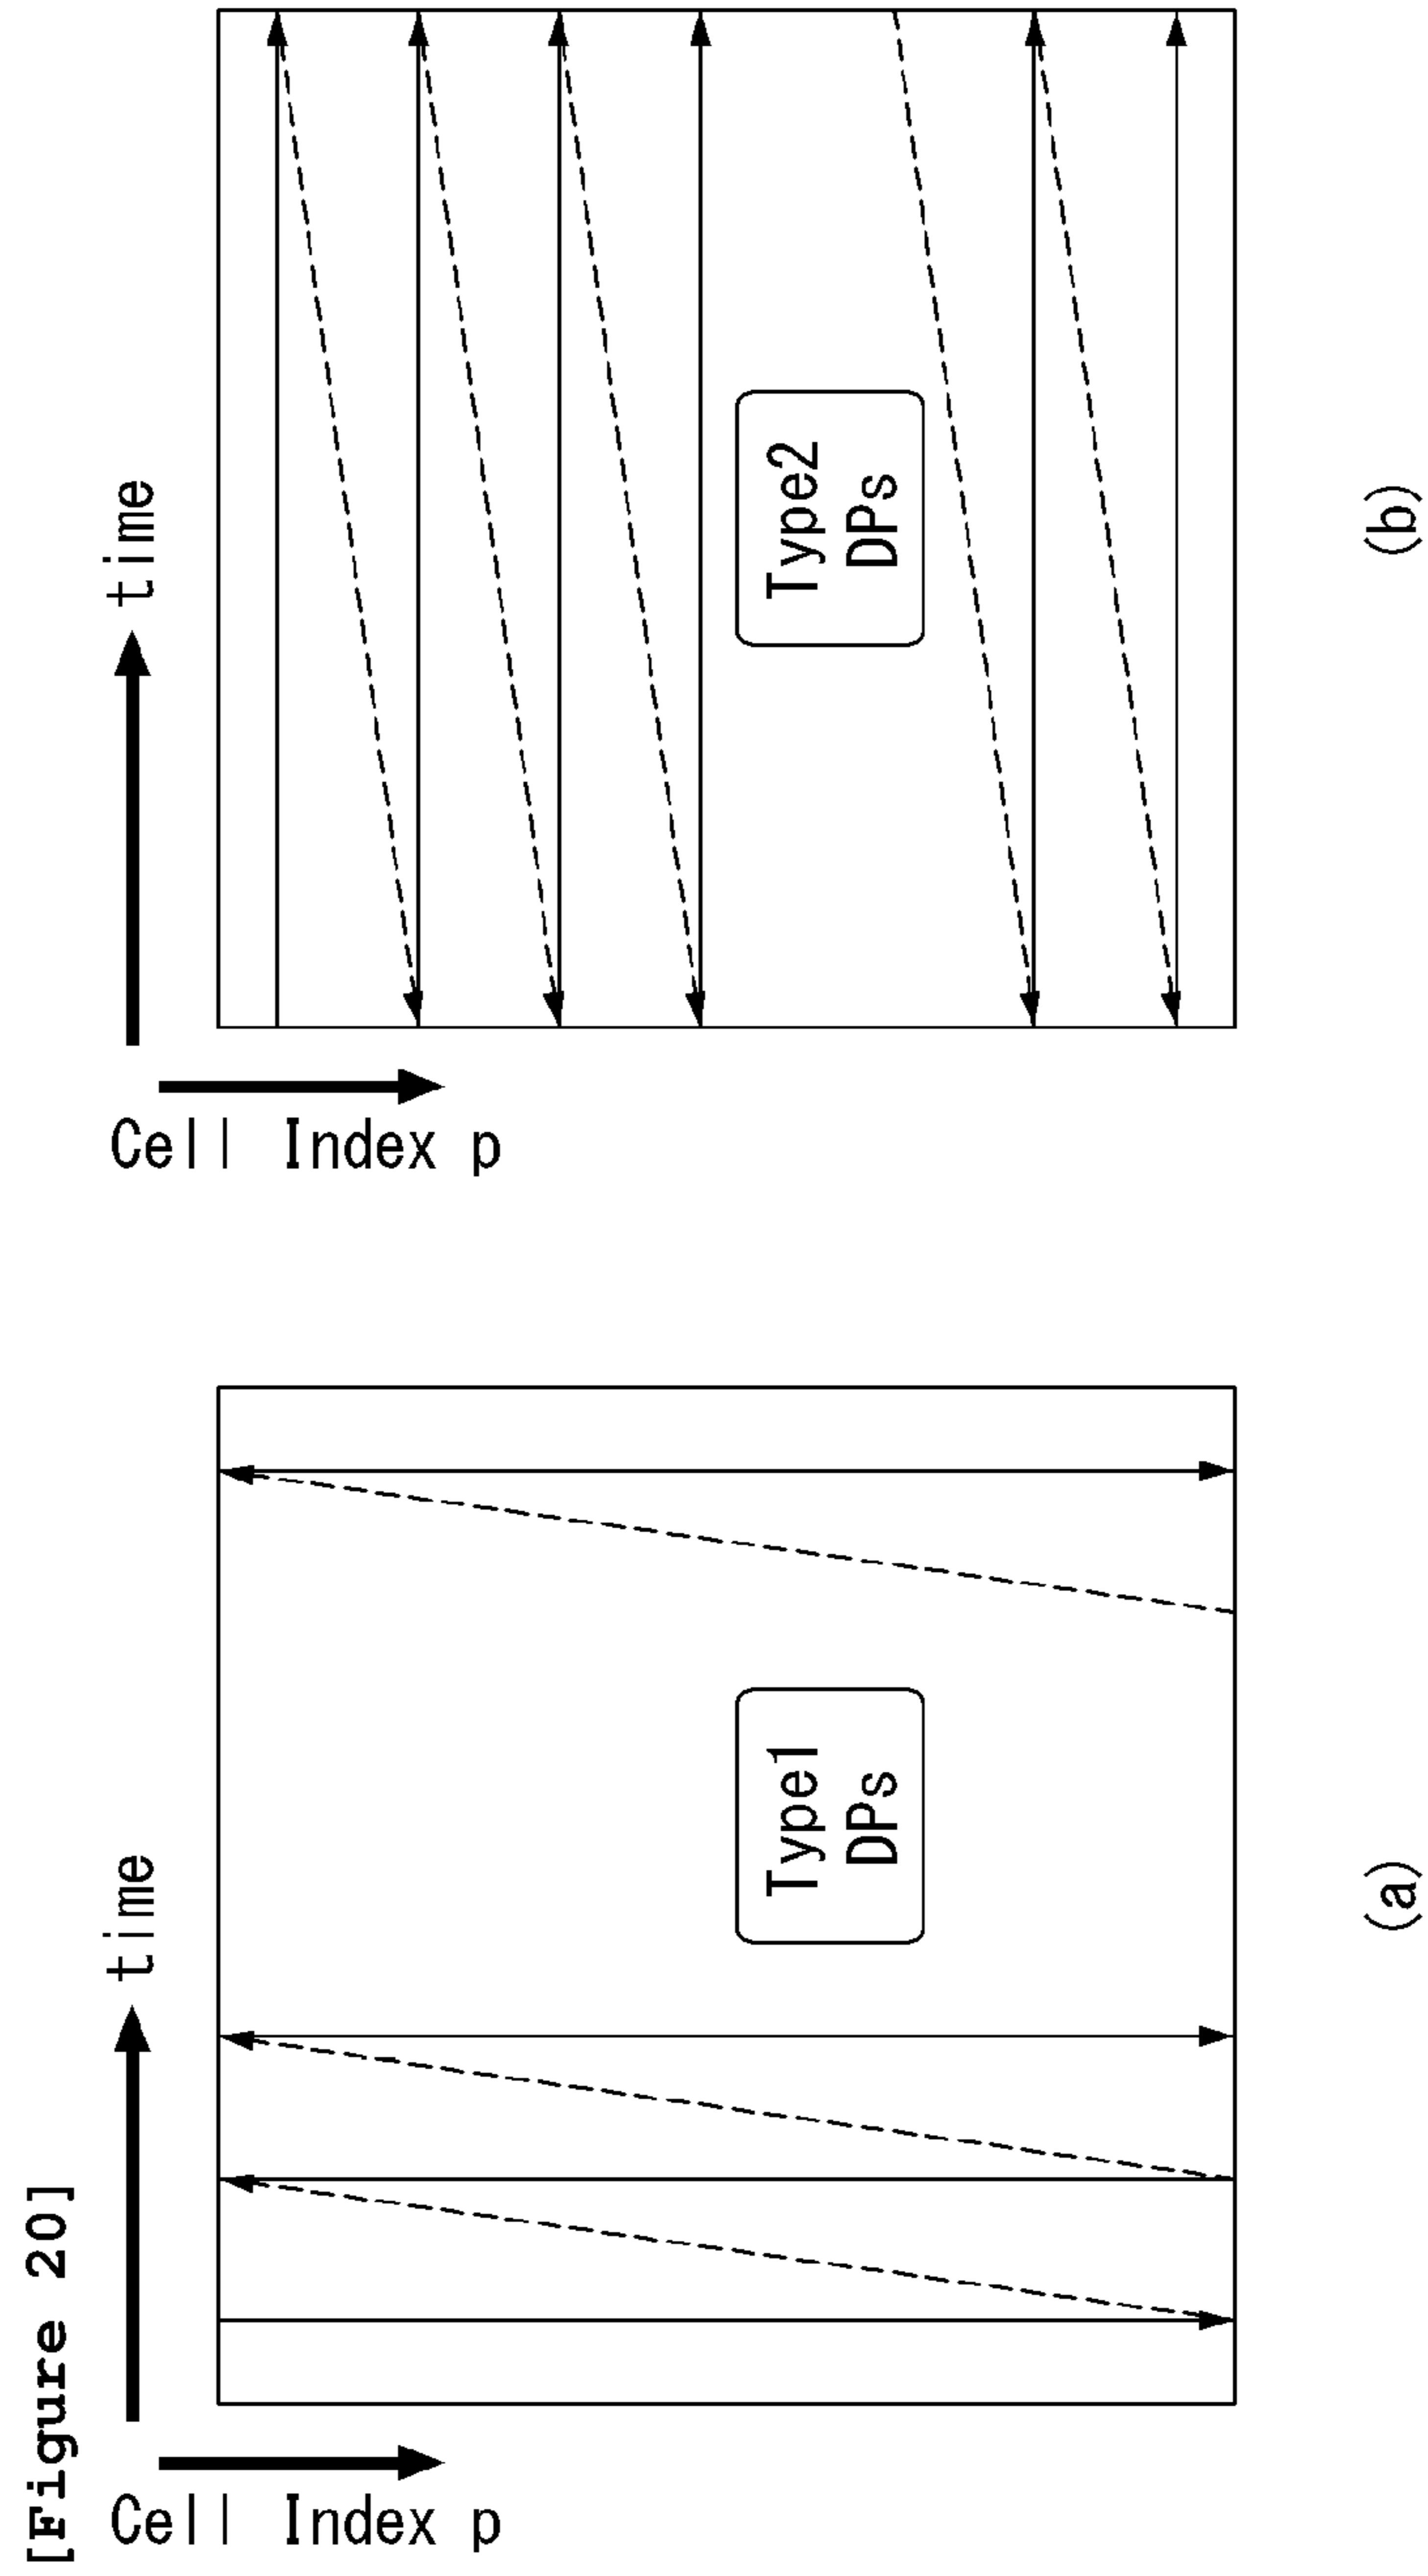 [Figure 20]
time
Cell Index p
Type1
DPs
(a)
time
Cell Index p
Type2
DPs
(b)